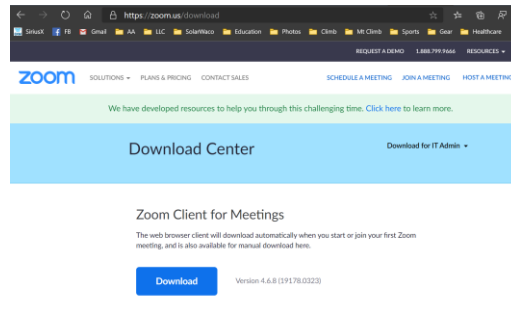 https://zoom.us/download
SiriusX FB Gmail AA LLC SolarWaco Education Photos Climb Mt Climb Sports Gear Healthcare
REQUEST A DEMO 1.888.799.9666 RESOURCES
zoom SOLUTIONS PLANS & PRICING CONTACT SALES SCHEDULE A MEETING JOIN A MEETING HOST A MEETING
We have developed resources to help you through this challenging time. Click here to learn more.
Download Center Download for IT Admin
Zoom Client for Meetings
The web browser client will download automatically when you start or join your first Zoom
meeting, and is also available for manual download here.
Download Version 4.6.8 (19178.0323)